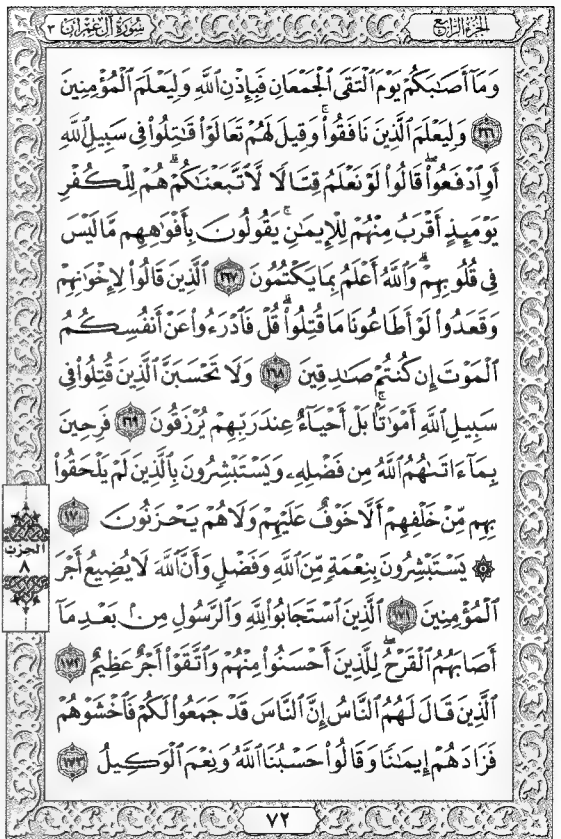 الجزء الرابع
سورة آل عمران ٣
وَمَآ أَصَٰبَكُمْ يَوْمَ ٱلْتَقَى ٱلْجَمْعَانِ فَبِإِذْنِ ٱللَّهِ وَلِيَعْلَمَ ٱلْمُؤْمِنِينَ
١٦٦ وَلِيَعْلَمَ ٱلَّذِينَ نَافَقُوا۟ۚ وَقِيلَ لَهُمْ تَعَالَوْا۟ قَٰتِلُوا۟ فِى سَبِيلِ ٱللَّهِ
أَوِ ٱدْفَعُوا۟ۖ قَالُوا۟ لَوْ نَعْلَمُ قِتَالًا لَّٱتَّبَعْنَٰكُمْۗ هُمْ لِلْكُفْرِ
يَوْمَئِذٍ أَقْرَبُ مِنْهُمْ لِلْإِيمَٰنِۚ يَقُولُونَ بِأَفْوَٰهِهِم مَّا لَيْسَ
فِى قُلُوبِهِمْۗ وَٱللَّهُ أَعْلَمُ بِمَا يَكْتُمُونَ ١٦٧ ٱلَّذِينَ قَالُوا۟ لِإِخْوَٰنِهِمْ
وَقَعَدُوا۟ لَوْ أَطَاعُونَا مَا قُتِلُوا۟ۗ قُلْ فَٱدْرَءُوا۟ عَنْ أَنفُسِكُمُ
ٱلْمَوْتَ إِن كُنتُمْ صَٰدِقِينَ ١٦٨ وَلَا تَحْسَبَنَّ ٱلَّذِينَ قُتِلُوا۟ فِى
سَبِيلِ ٱللَّهِ أَمْوَٰتًۢاۚ بَلْ أَحْيَآءٌ عِندَ رَبِّهِمْ يُرْزَقُونَ ١٦٩ فَرِحِينَ
بِمَآ ءَاتَىٰهُمُ ٱللَّهُ مِن فَضْلِهِۦ وَيَسْتَبْشِرُونَ بِٱلَّذِينَ لَمْ يَلْحَقُوا۟
بِهِم مِّنْ خَلْفِهِمْ أَلَّا خَوْفٌ عَلَيْهِمْ وَلَا هُمْ يَحْزَنُونَ ١٧٠
۞ يَسْتَبْشِرُونَ بِنِعْمَةٍ مِّنَ ٱللَّهِ وَفَضْلٍ وَأَنَّ ٱللَّهَ لَا يُضِيعُ أَجْرَ
ٱلْمُؤْمِنِينَ ١٧١ ٱلَّذِينَ ٱسْتَجَابُوا۟ لِلَّهِ وَٱلرَّسُولِ مِنۢ بَعْدِ مَآ
أَصَابَهُمُ ٱلْقَرْحُۚ لِلَّذِينَ أَحْسَنُوا۟ مِنْهُمْ وَٱتَّقَوْا۟ أَجْرٌ عَظِيمٌ ١٧٢
ٱلَّذِينَ قَالَ لَهُمُ ٱلنَّاسُ إِنَّ ٱلنَّاسَ قَدْ جَمَعُوا۟ لَكُمْ فَٱخْشَوْهُمْ
فَزَادَهُمْ إِيمَٰنًا وَقَالُوا۟ حَسْبُنَا ٱللَّهُ وَنِعْمَ ٱلْوَكِيلُ ١٧٣
الحزب
٨
٧٢